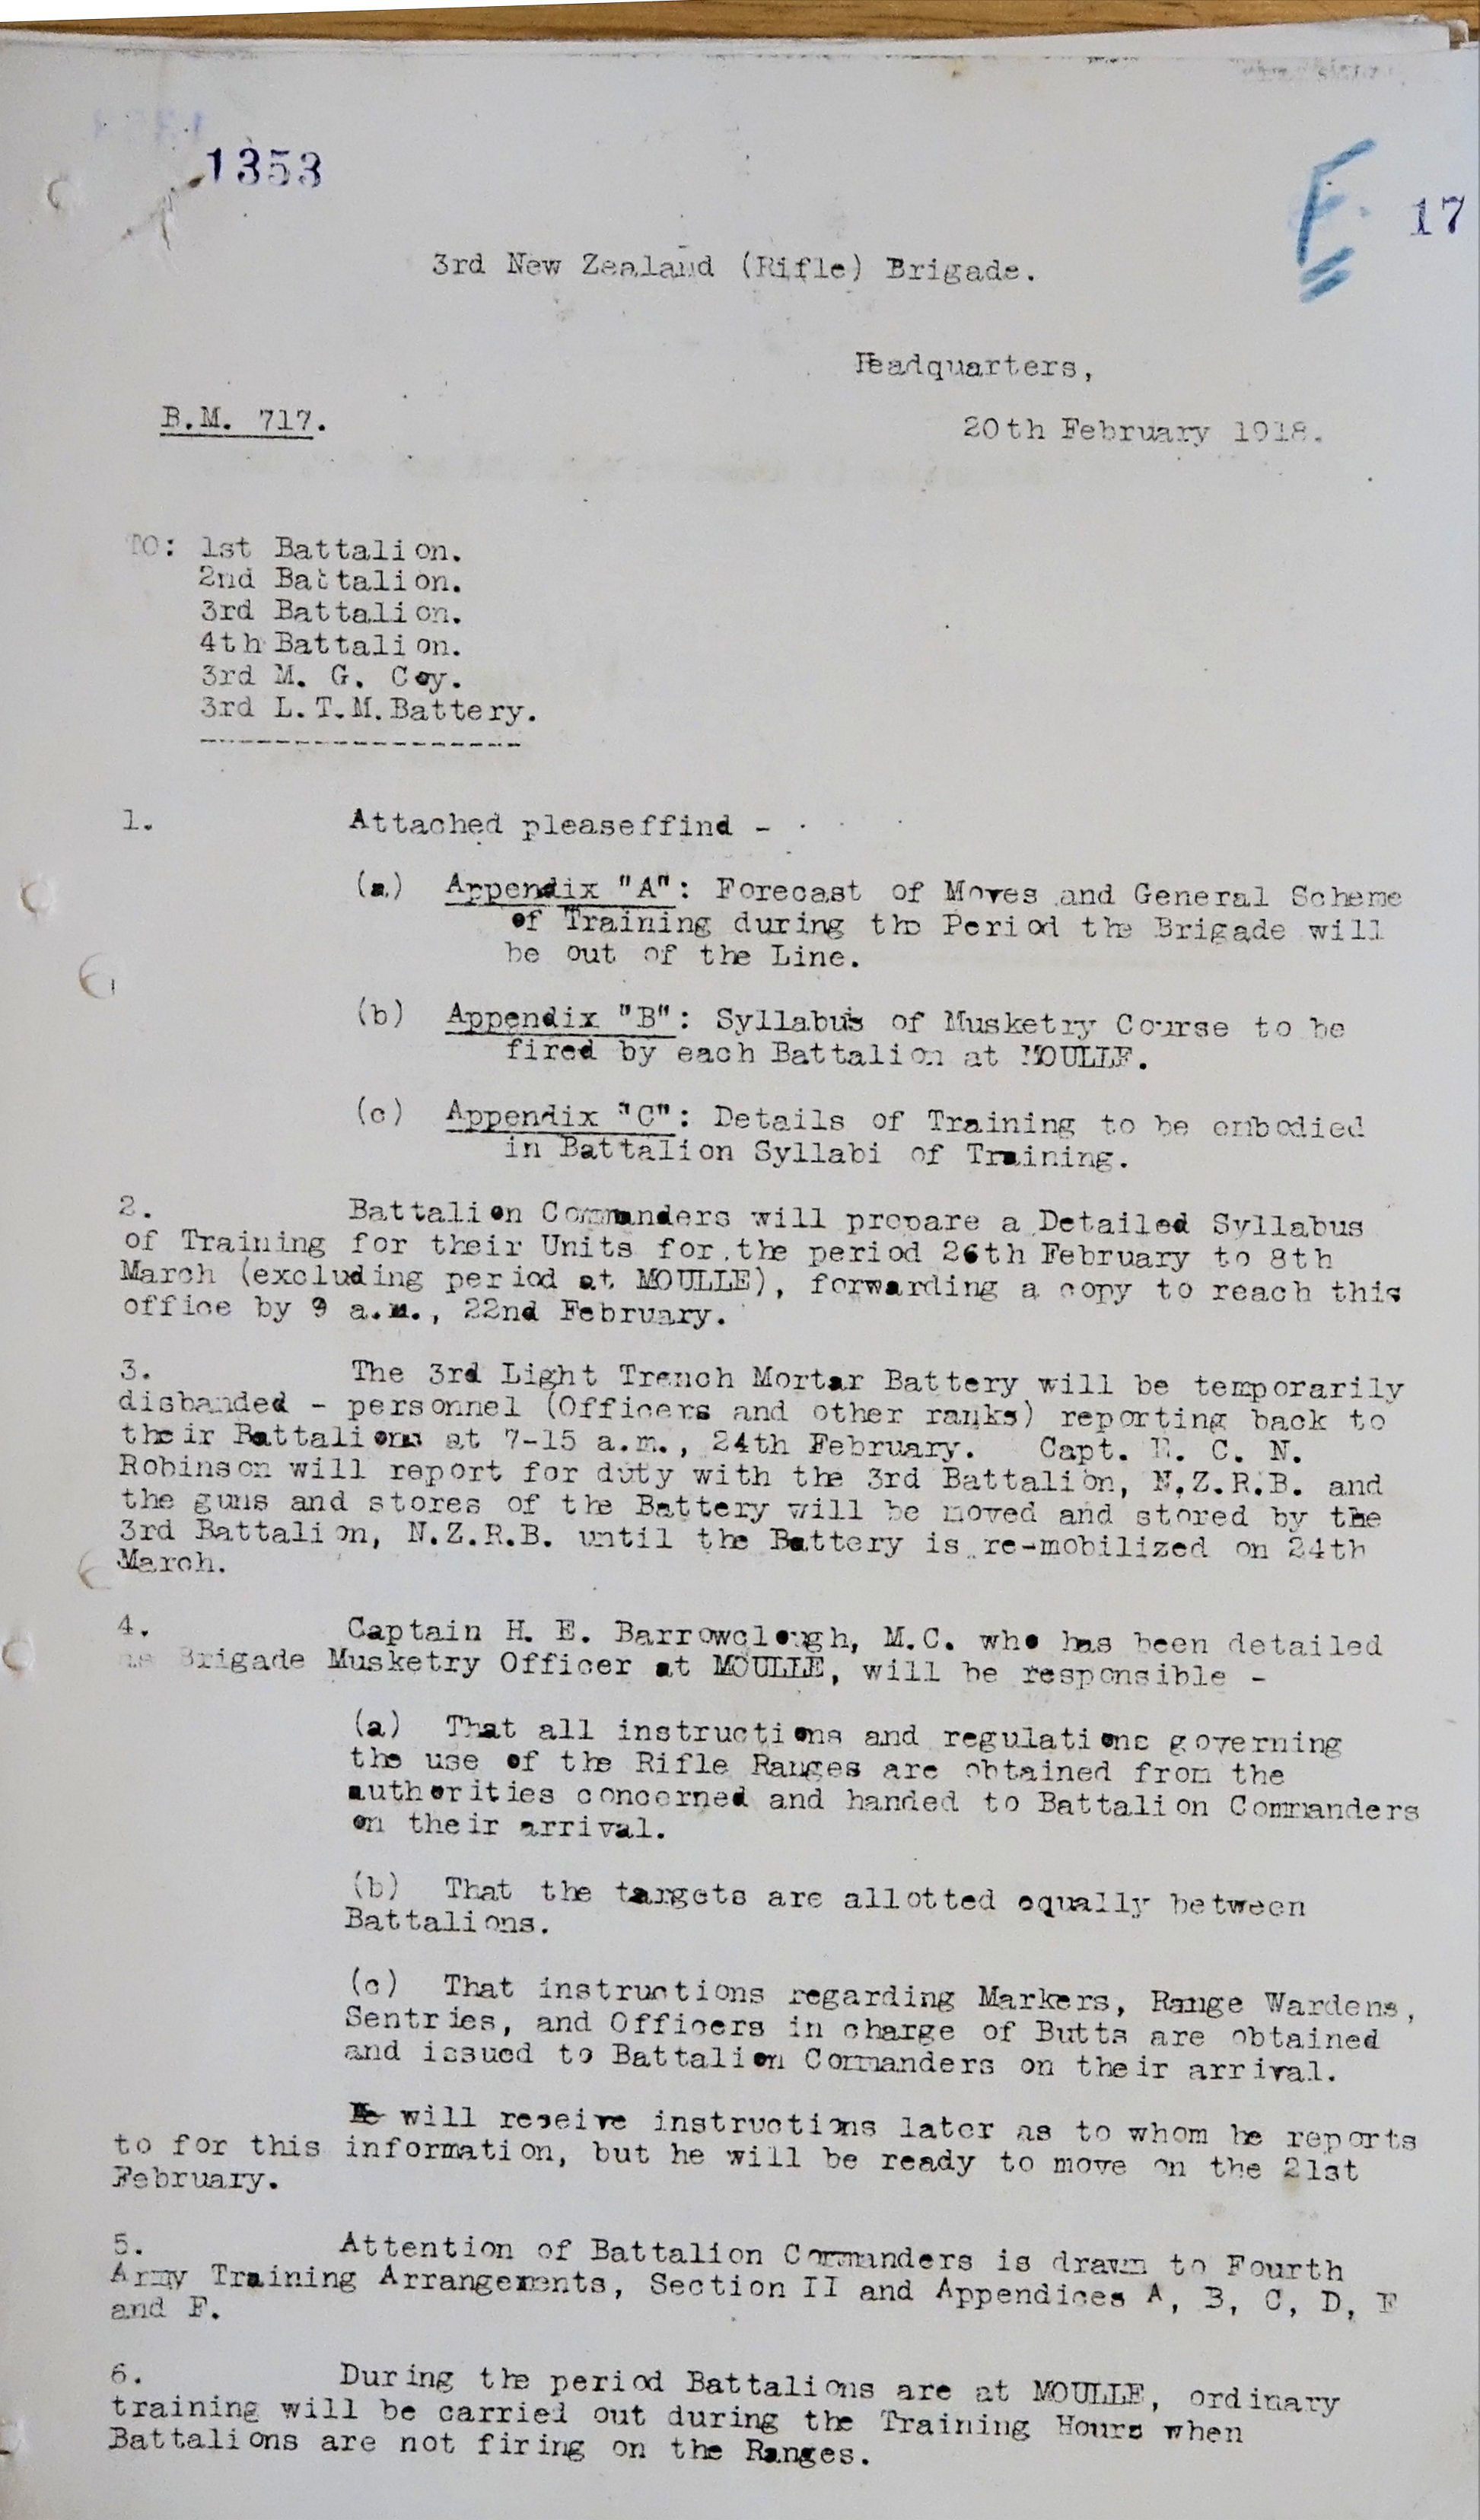 1353
E 17
3rd New Zealand (Rifle) Brigade.
Headquarters,
B.M. 717.
20th February 1918.
TO: 1st Battalion.
2nd Battalion.
3rd Battalion.
4th Battalion.
3rd M. G. Coy.
3rd L.T.M.Battery.
--------------------
1. Attached pleaseffind -
(a) Appendix "A": Forecast of Moves and General Scheme
of Training during the Period the Brigade will
be out of the Line.
(b) Appendix "B": Syllabus of Musketry Course to be
fired by each Battalion at MOULLE.
(c) Appendix "C": Details of Training to be embodied
in Battalion Syllabi of Training.
2. Battalion Commanders will prepare a Detailed Syllabus
of Training for their Units for the period 26th February to 8th
March (excluding period at MOULLE), forwarding a copy to reach this
office by 9 a.m., 22nd February.
3. The 3rd Light Trench Mortar Battery will be temporarily
disbanded - personnel (Officers and other ranks) reporting back to
their Battalions at 7-15 a.m., 24th February. Capt. C. N.
Robinson will report for duty with the 3rd Battalion, N.Z.R.B. and
the guns and stores of the Battery will be moved and stored by the
3rd Battalion, N.Z.R.B. until the Battery is re-mobilized on 24th
March.
4. Captain H. E. Barrowclough, M.C. who has been detailed
as Brigade Musketry Officer at MOULLE, will be responsible -
(a) That all instructions and regulations governing
the use of the Rifle Ranges are obtained from the
authorities concerned and handed to Battalion Commanders
on their arrival.
(b) That the targets are allotted equally between
Battalions.
(c) That instructions regarding Markers, Range Wardens,
Sentries, and Officers in charge of Butts are obtained
and issued to Battalion Commanders on their arrival.
He will receive instructions later as to whom he reports
to for this information, but he will be ready to move on the 21st
February.
5. Attention of Battalion Commanders is drawn to Fourth
Army Training Arrangements, Section II and Appendices A, B, C, D, E
and F.
6. During the period Battalions are at MOULLE, ordinary
training will be carried out during the Training Hours when
Battalions are not firing on the Ranges.